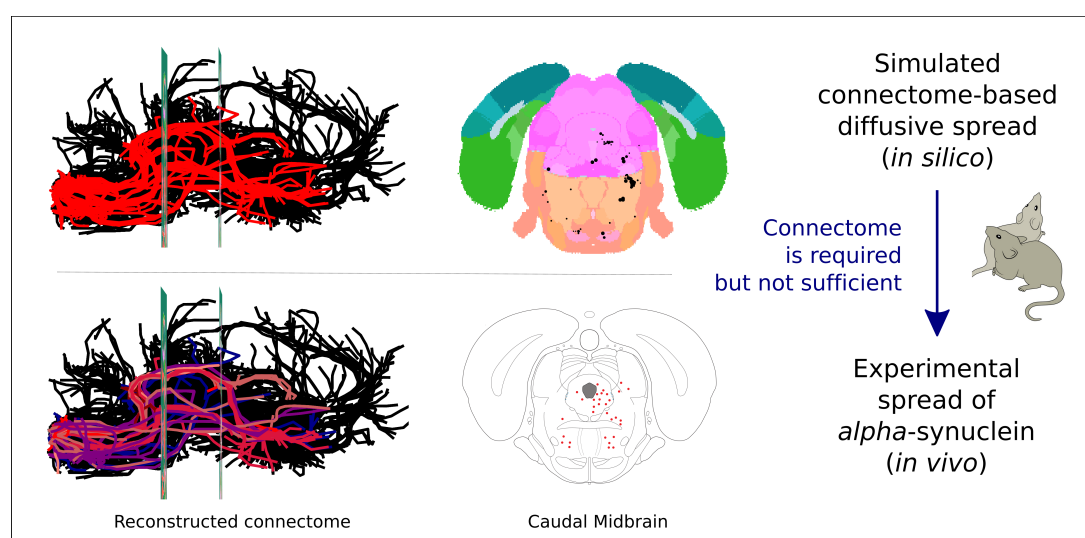 Simulated
connectome-based
diffusive spread
(in silico)
Connectome
is required
but not sufficient
Experimental
spread of
alpha-synuclein
(in vivo)
Reconstructed connectome
Caudal Midbrain